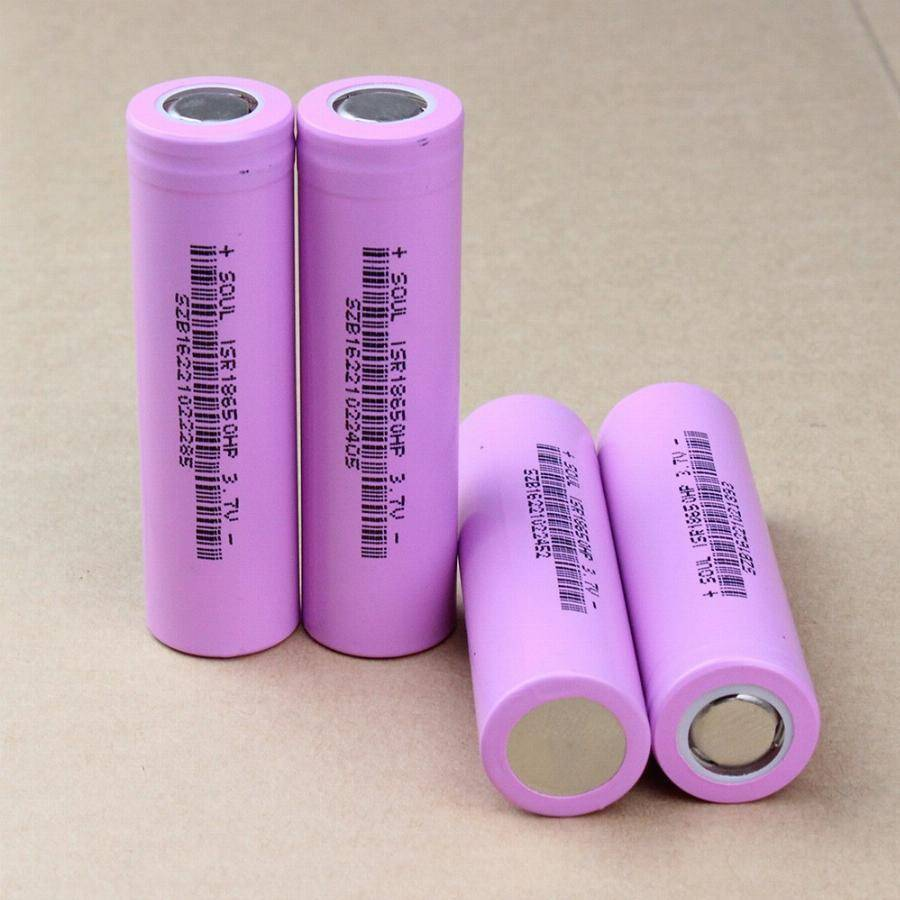 + SOUL ISR18650HP 3.7V -
SZB16221022285
+ SOUL ISR18650HP 3.7V -
SZB16221022405
+ SOUL ISR18650HP 3.7V -
SZB16221022452
+ SOUL ISR18650HP 3.7V -